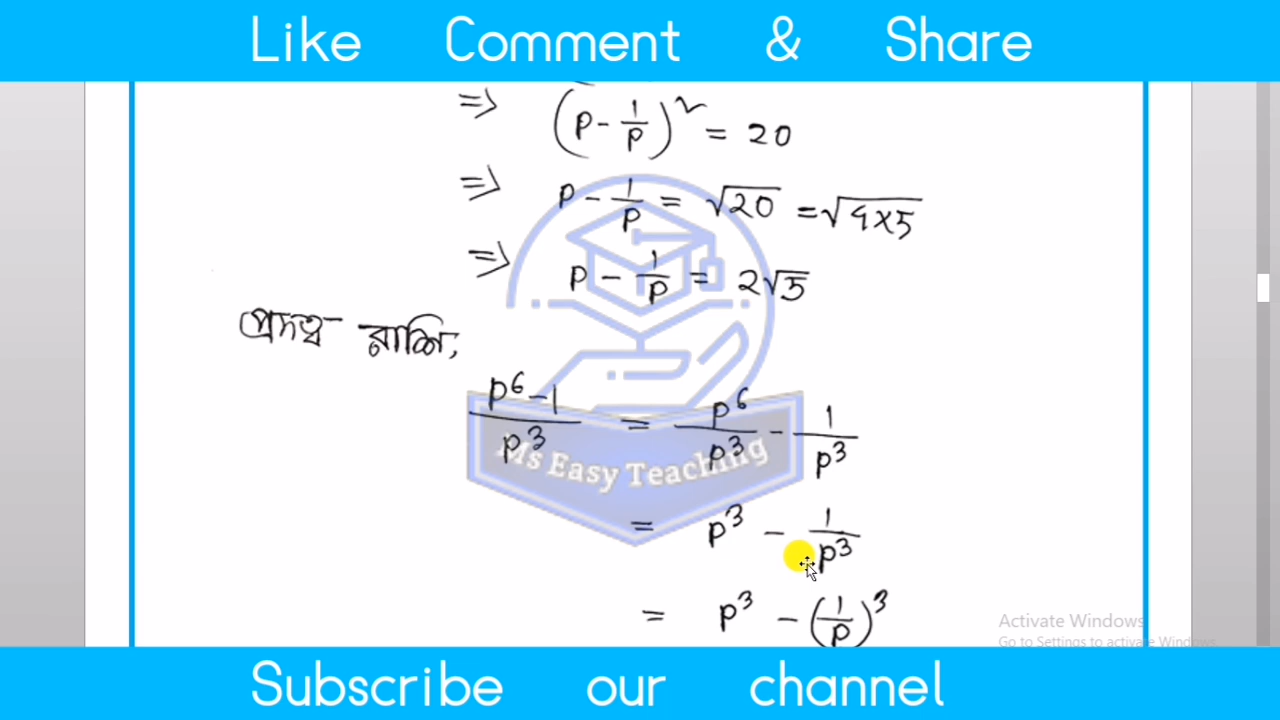 Like Comment & Share
=> (p - 1/p)² = 20
=> p - 1/p = √20 = √4×5
=> p - 1/p = 2√5
প্রদত্ত রাশি,
p⁶-1/p³ = p⁶/p³ - 1/p³
= p³ - 1/p³
= p³ - (1/p)³
Ms Easy Teaching
Activate Windows
Go to Settings to activate Windows.
Subscribe our channel